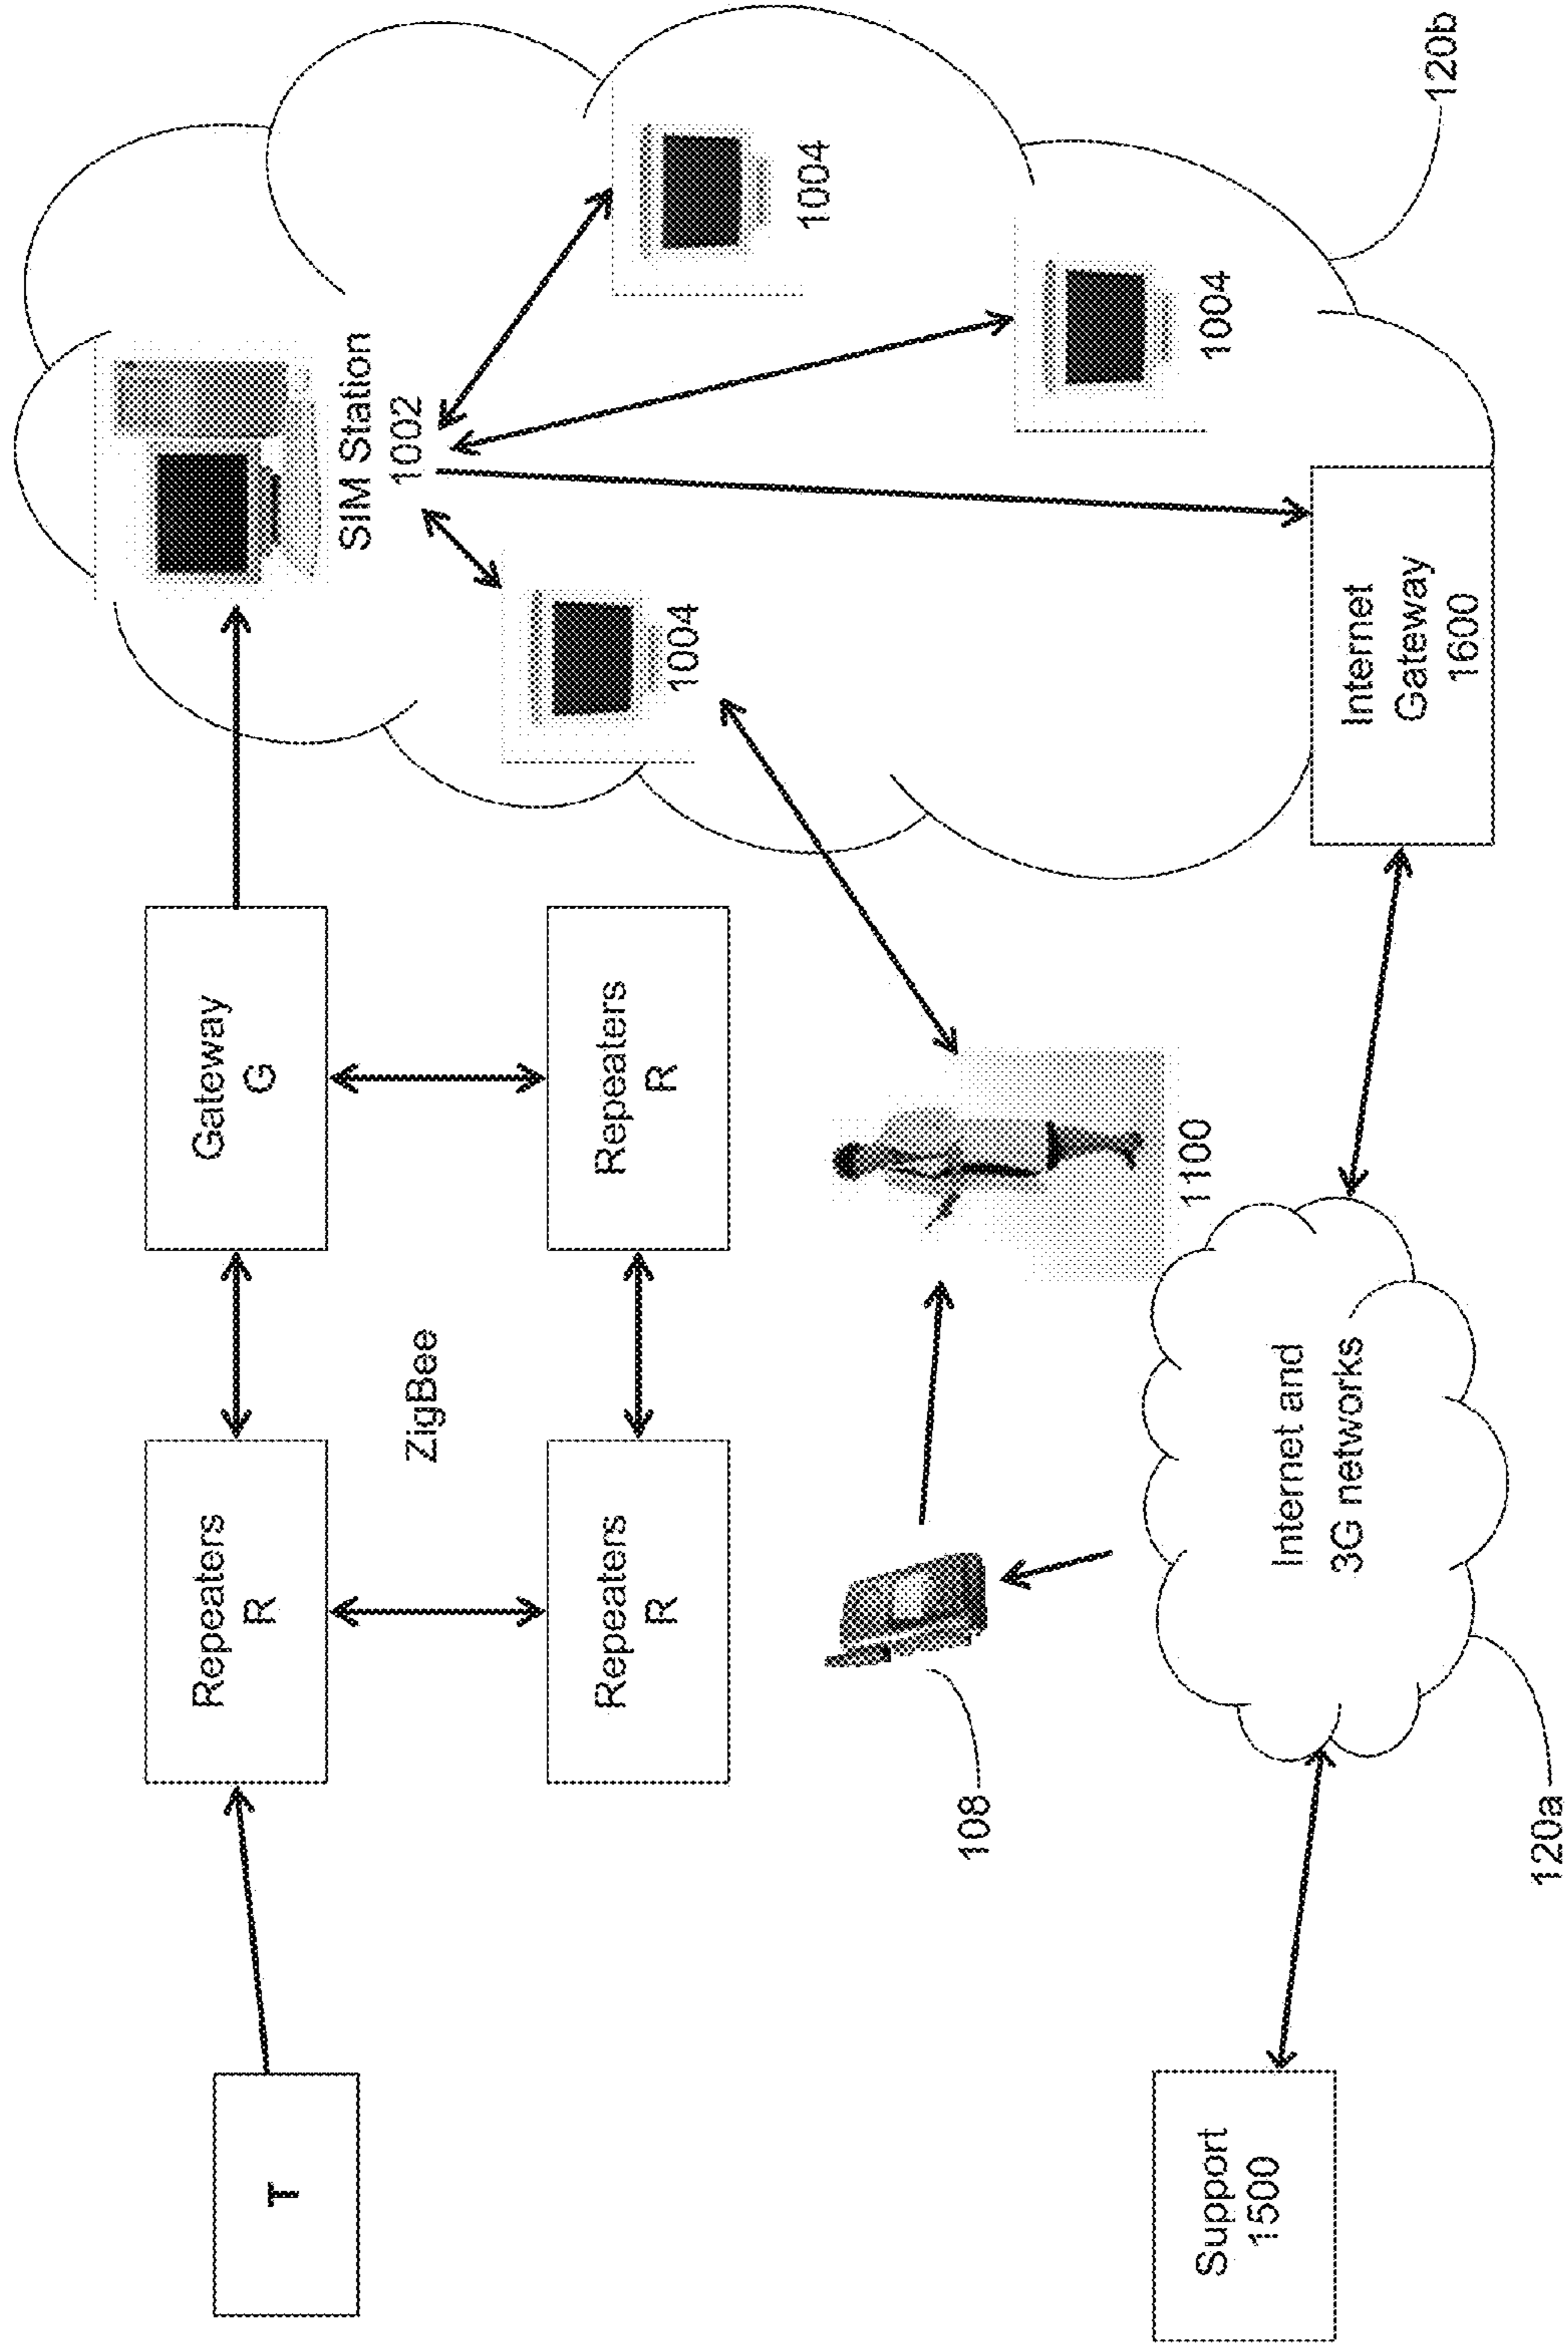 T
Repeaters
R
Gateway
G
SIM Station
1002
ZigBee
Repeaters
R
Repeaters
R
1004
1004
1004
108
1100
Support
1500
Internet and
3G networks
Internet
Gateway
1600
120a
120b